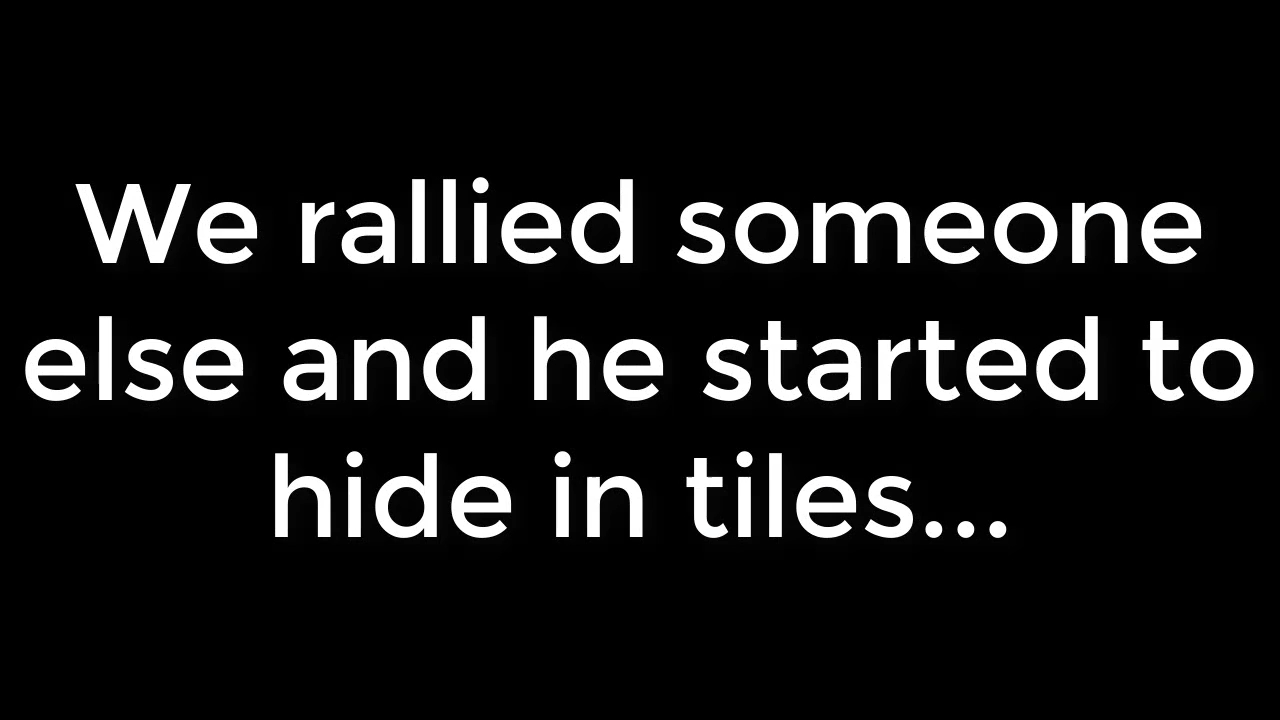 We rallied someone
else and he started to
hide in tiles...